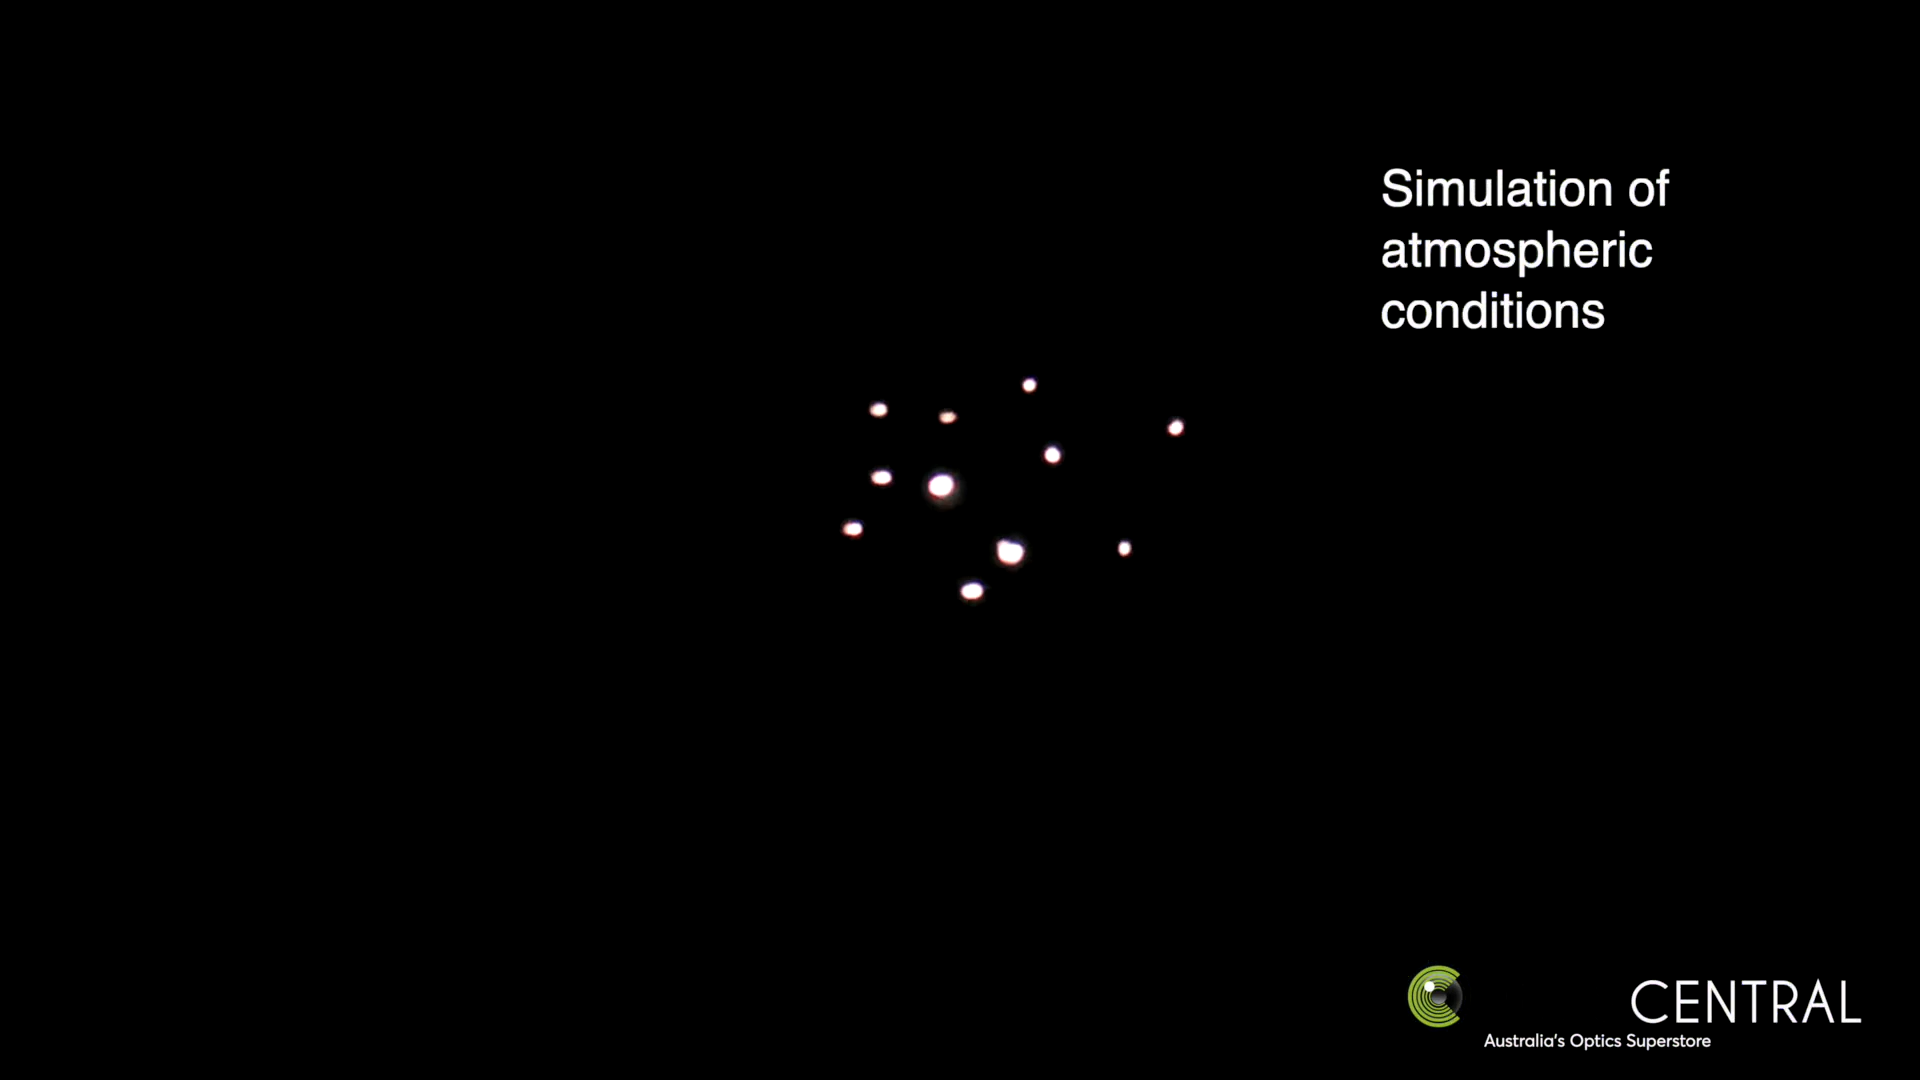 Simulation of
atmospheric
conditions
CENTRAL
Australia's Optics Superstore